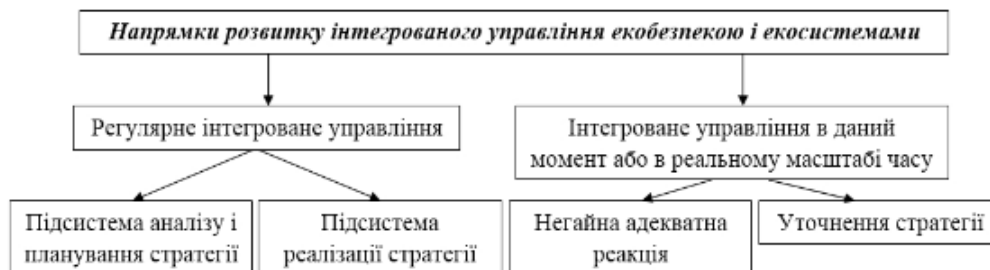 Напрямки розвитку інтегрованого управління екобезпекою і екосистемами
Регулярне інтегроване управління
Інтегроване управління в даний
момент або в реальному масштабі часу
Підсистема аналізу і
планування стратегії
Підсистема
реалізації стратегії
Негайна адекватна
реакція
Уточнення стратегії